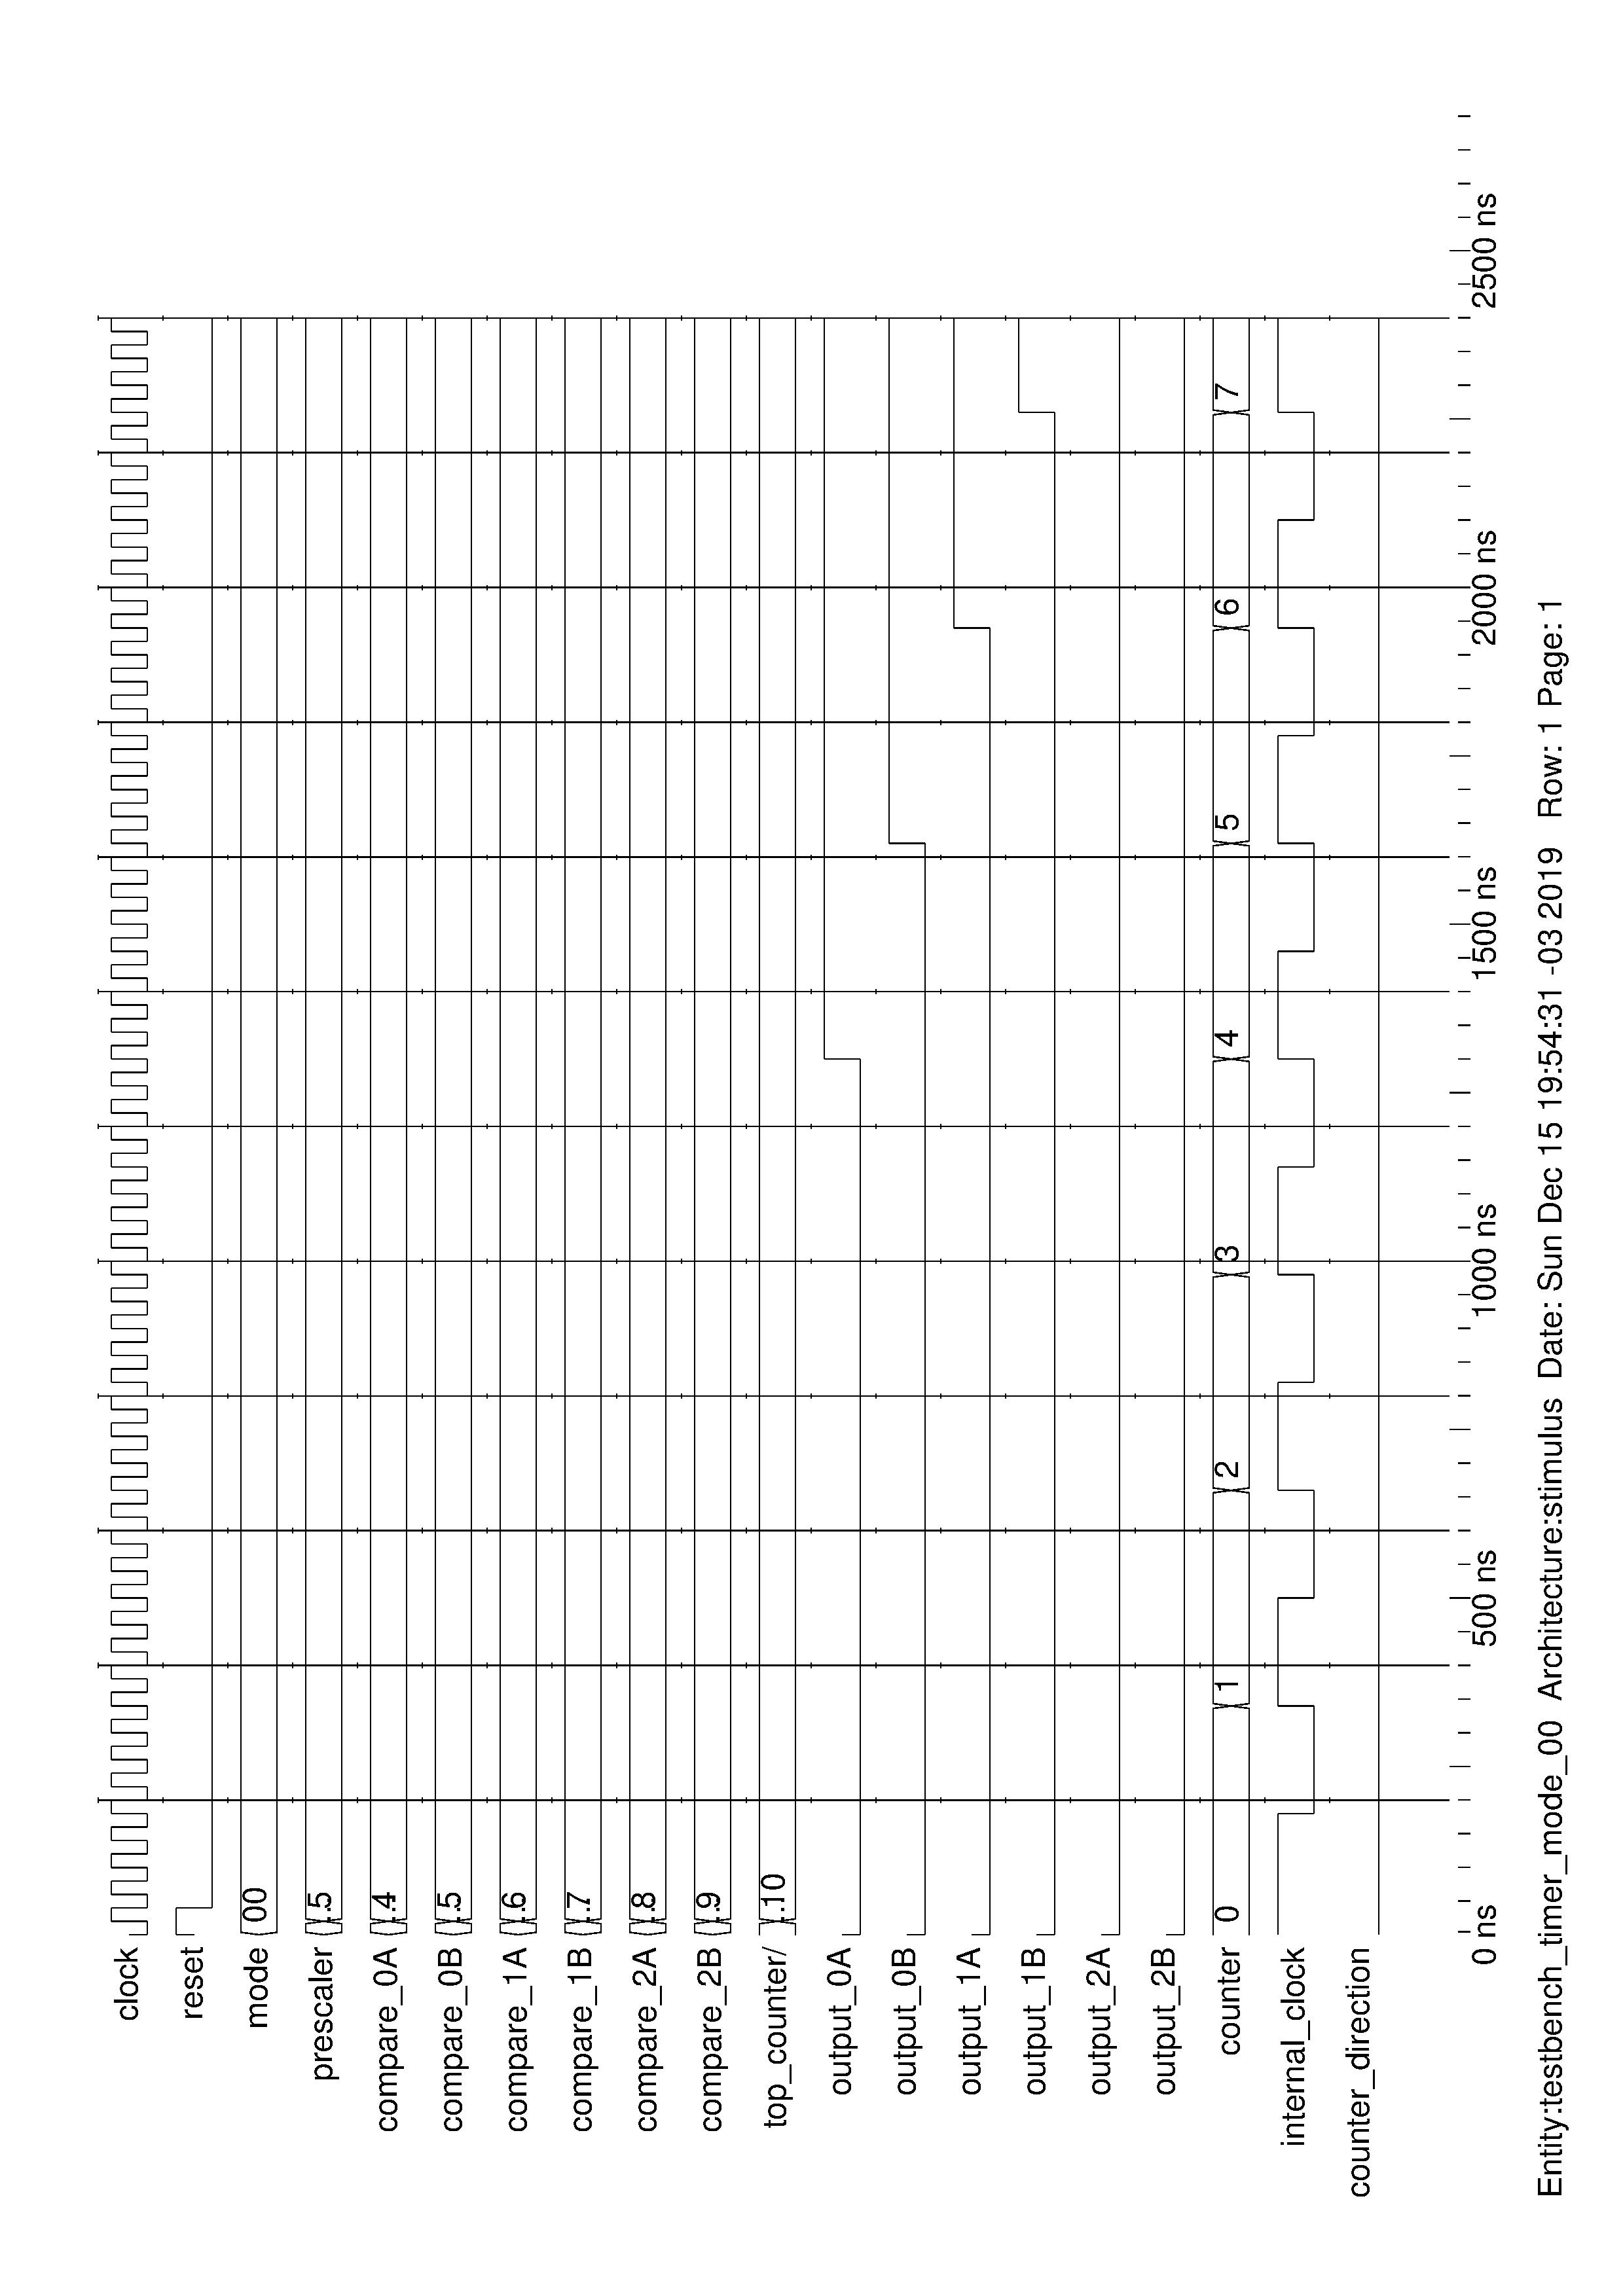 clock
reset
mode 00
prescaler ..5
compare_0A ..4
compare_0B ..5
compare_1A ..6
compare_1B ..7
compare_2A ..8
compare_2B ..9
top_counter/ ..10
output_0A
output_0B
output_1A
output_1B
output_2A
output_2B
counter 0 1 2 3 4 5 6 7
internal_clock
counter_direction
0 ns 500 ns 1000 ns 1500 ns 2000 ns 2500 ns
Entity:testbench_timer_mode_00 Architecture:stimulus Date: Sun Dec 15 19:54:31 -03 2019 Row: 1 Page: 1